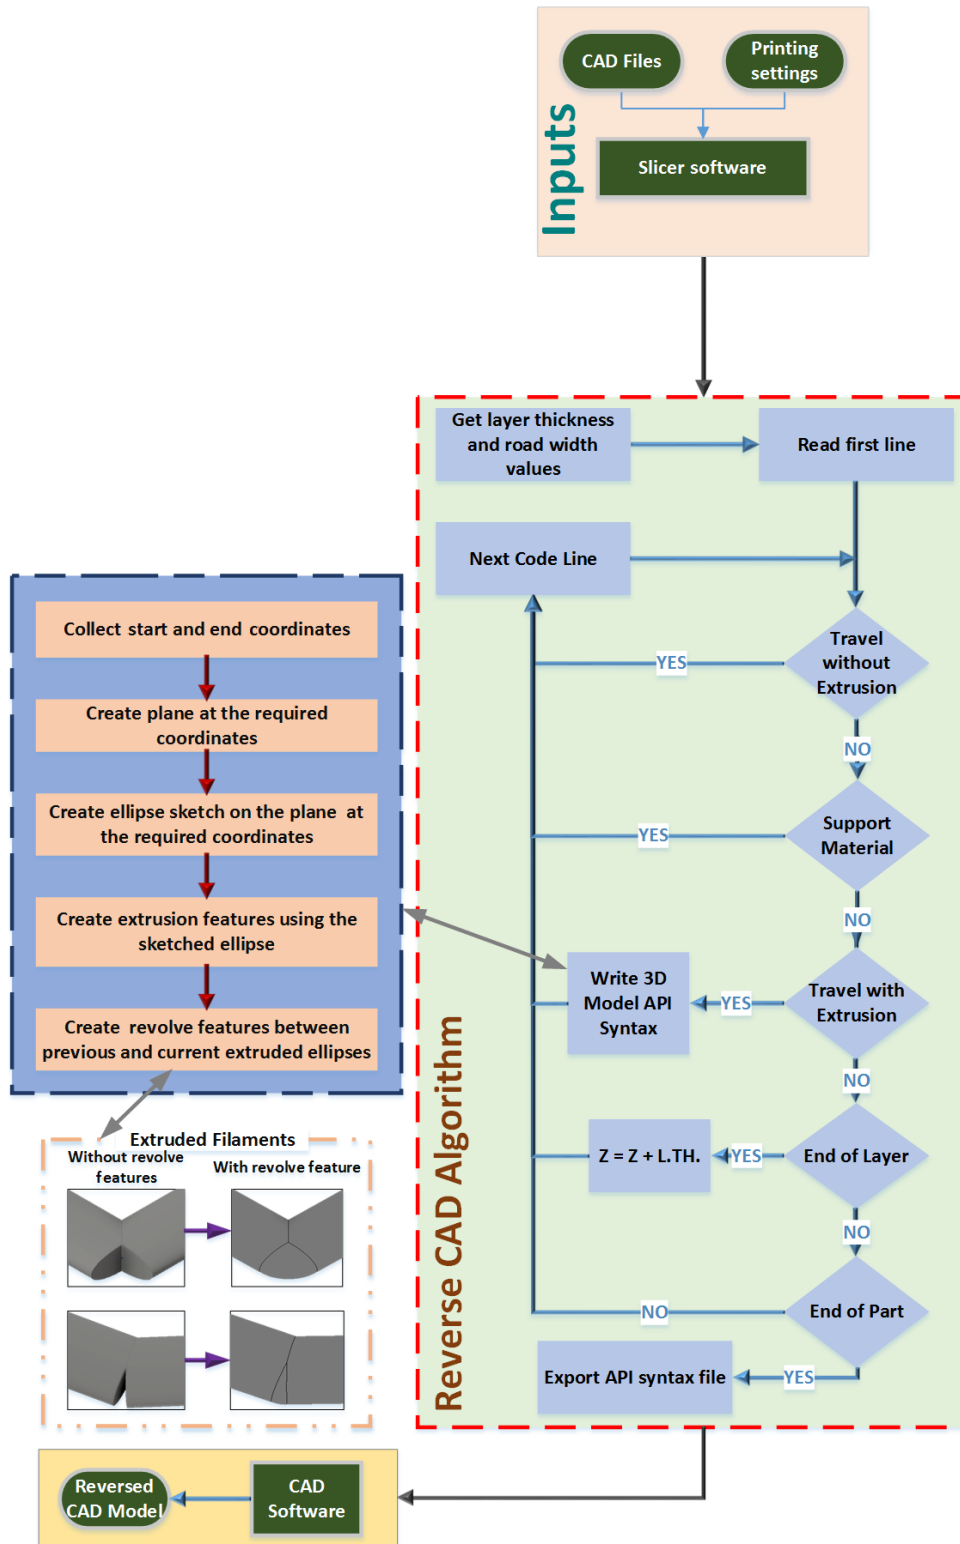 CAD Files
Printing
settings
Slicer software
Inputs
Get layer thickness
and road width
values
Read first line
Next Code Line
Travel
without
Extrusion
YES
NO
Support
Material
YES
NO
Travel with
Extrusion
YES
Write 3D
Model API
Syntax
NO
End of Layer
YES
Z = Z + L.TH.
NO
End of Part
NO
YES
Export API syntax file
Reverse CAD Algorithm
Collect start and end coordinates
Create plane at the required
coordinates
Create ellipse sketch on the plane at
the required coordinates
Create extrusion features using the
sketched ellipse
Create revolve features between
previous and current extruded ellipses
Extruded Filaments
Without revolve
features
With revolve feature
Reversed
CAD Model
CAD
Software